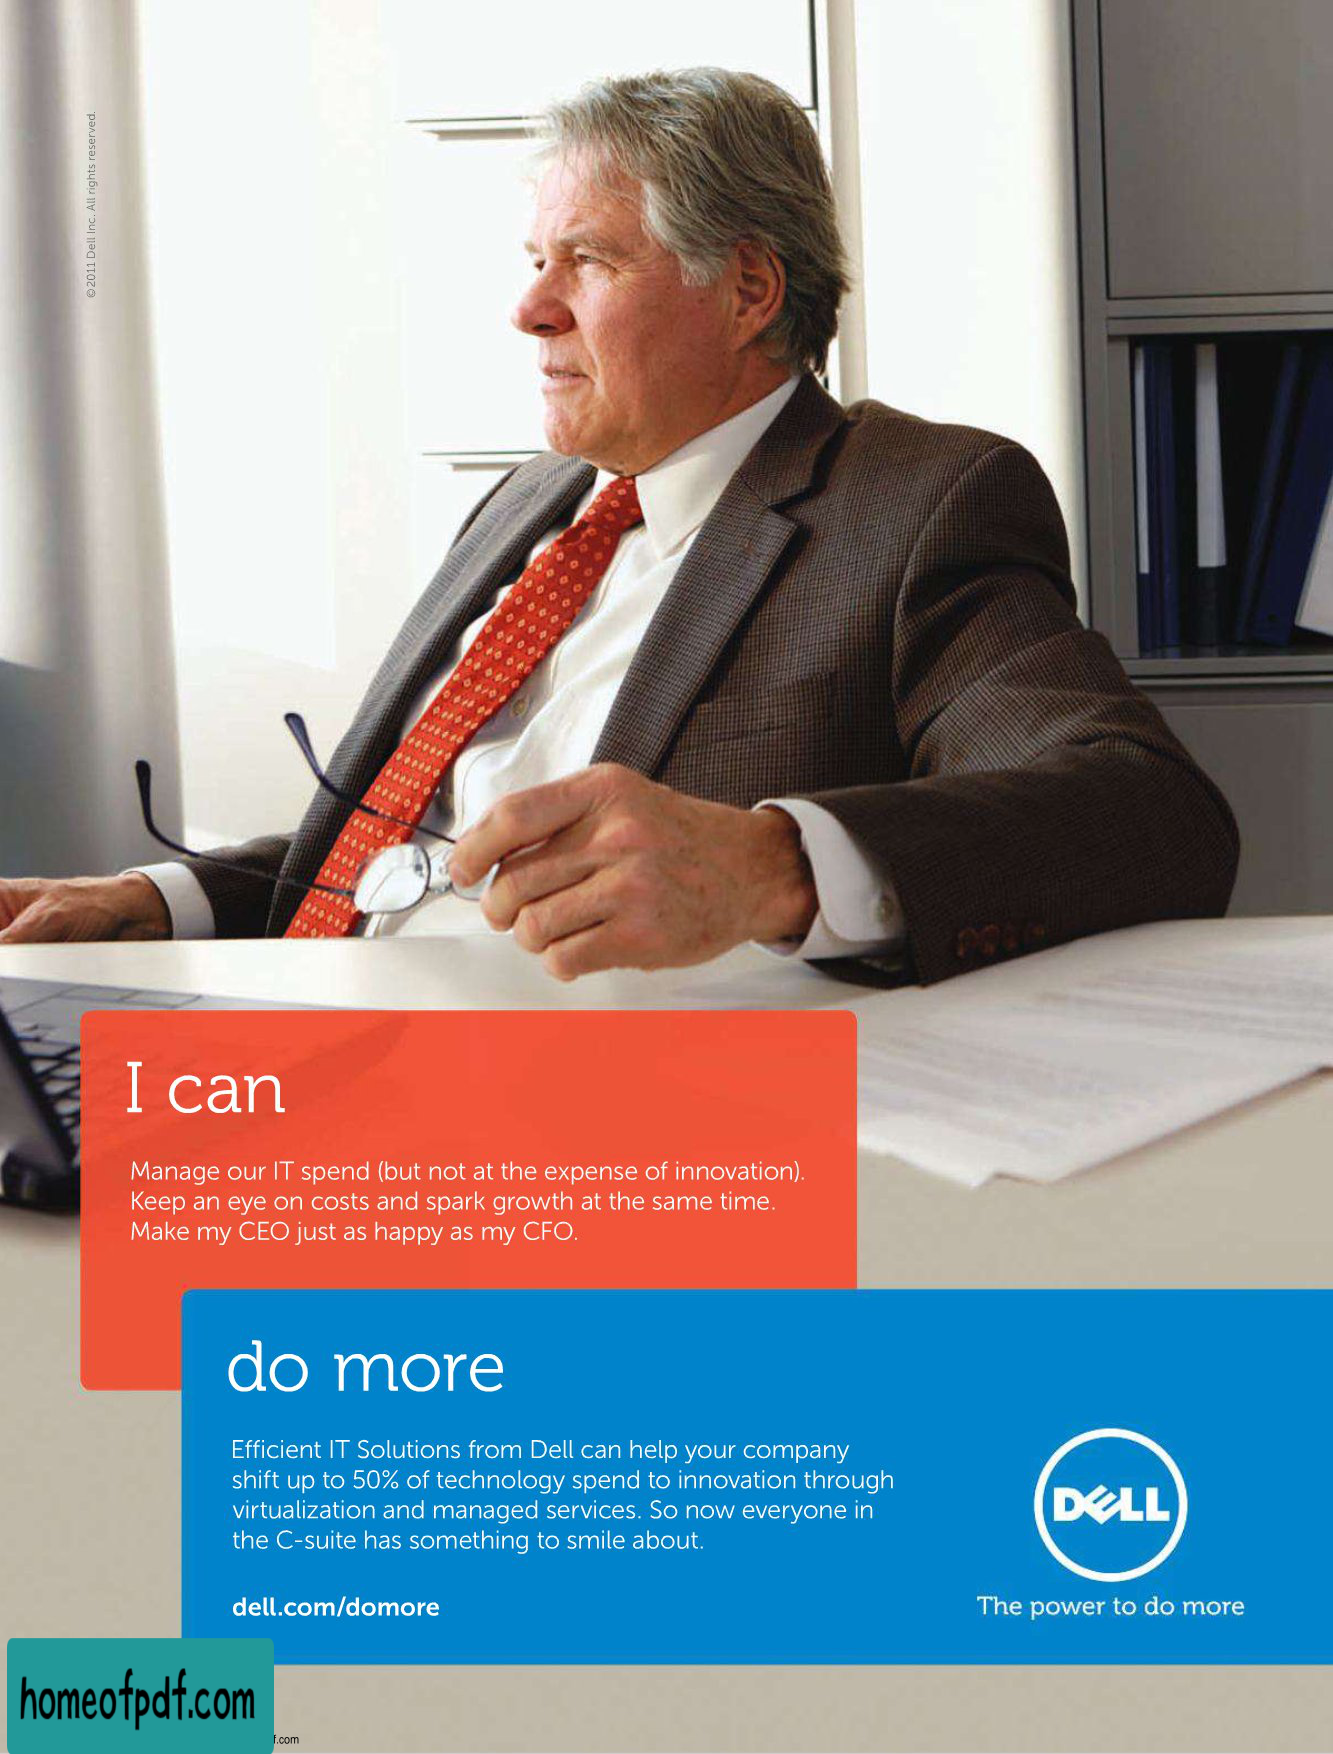 ©2011 Dell Inc. All rights reserved.
I can
Manage our IT spend (but not at the expense of innovation).
Keep an eye on costs and spark growth at the same time.
Make my CEO just as happy as my CFO.
do more
Efficient IT Solutions from Dell can help your company
shift up to 50% of technology spend to innovation through
virtualization and managed services. So now everyone in
the C-suite has something to smile about.
dell.com/domore
DELL
The power to do more
homeofpdf.com
f.com